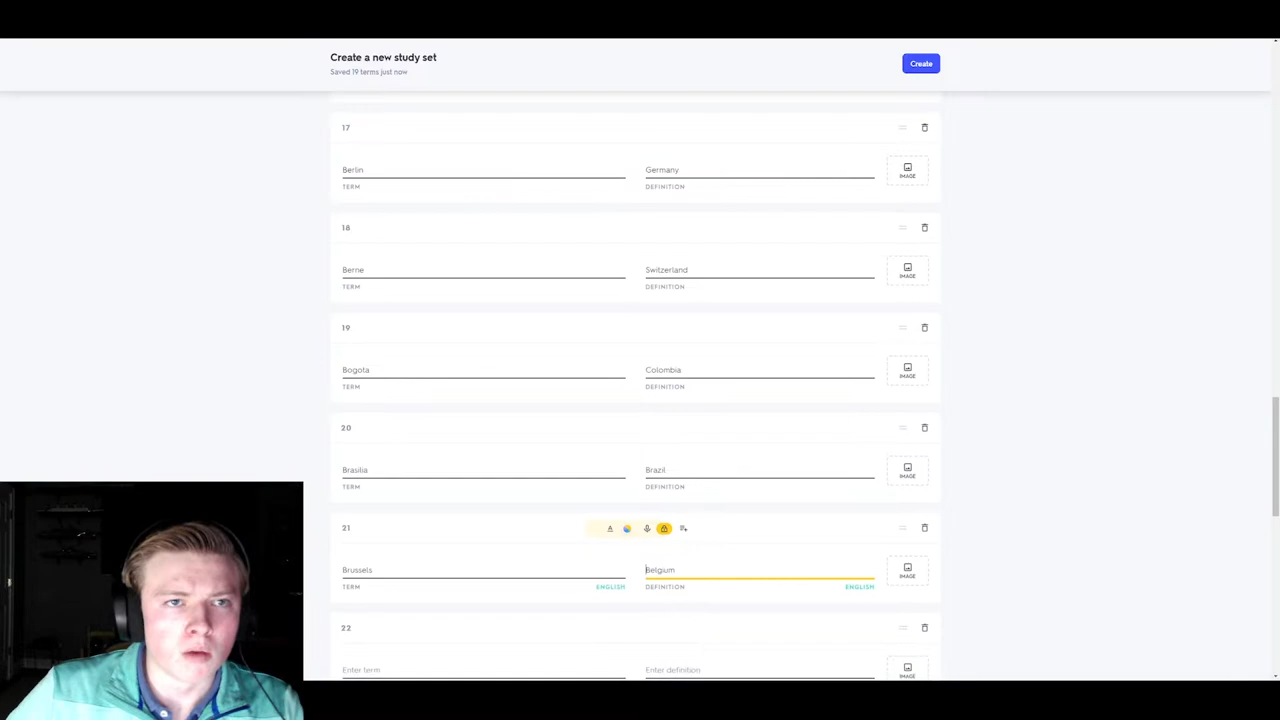 Create a new study set
Saved 19 terms just now
Create
17
Berlin Germany
IMAGE
TERM DEFINITION
18
Berne Switzerland
IMAGE
TERM DEFINITION
19
Bogota Colombia
IMAGE
TERM DEFINITION
20
Brasilia Brazil
IMAGE
TERM DEFINITION
21
Brussels Belgium
IMAGE
TERM ENGLISH DEFINITION ENGLISH
22
Enter term Enter definition
IMAGE